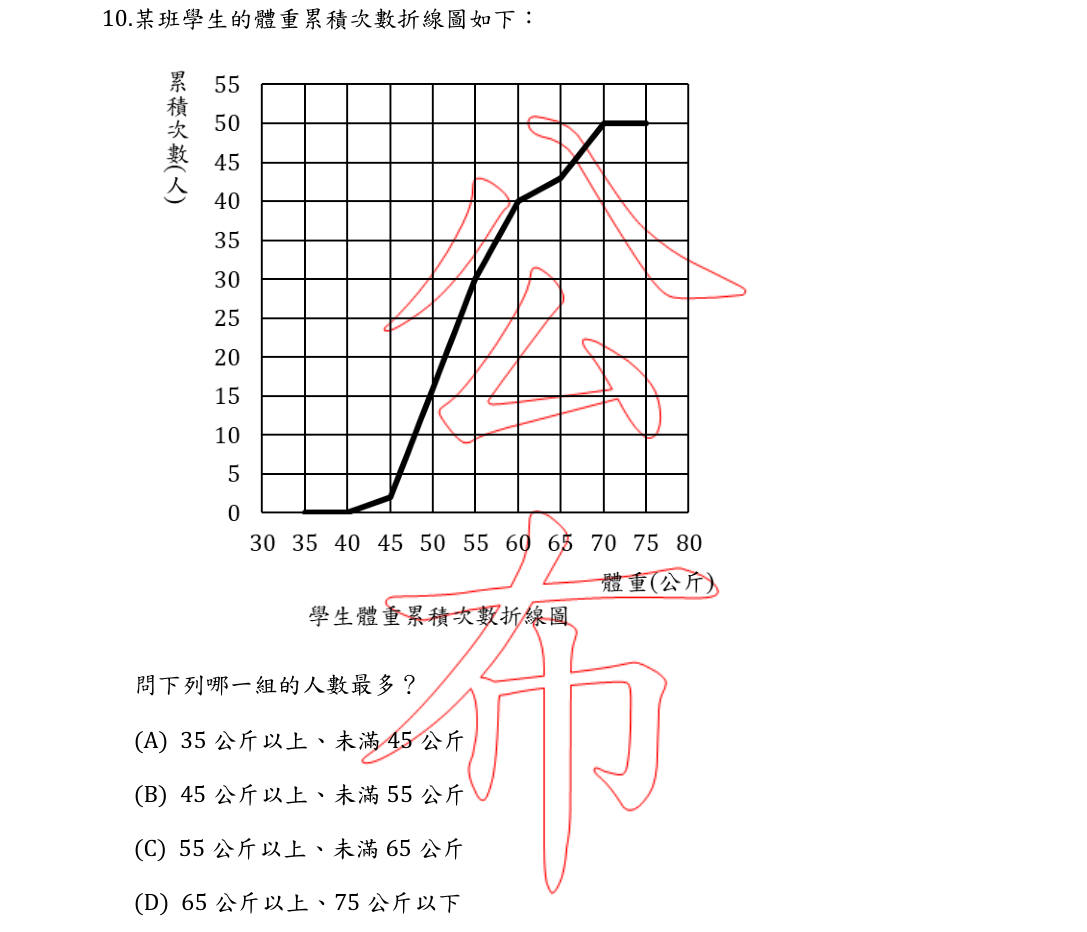 10.某班學生的體重累積次數折線圖如下：
累積次數(人)
55
50
45
40
35
30
25
20
15
10
5
0
30 35 40 45 50 55 60 65 70 75 80
體重(公斤)
學生體重累積次數折線圖
公布
問下列哪一組的人數最多？
(A) 35 公斤以上、未滿 45 公斤
(B) 45 公斤以上、未滿 55 公斤
(C) 55 公斤以上、未滿 65 公斤
(D) 65 公斤以上、75 公斤以下